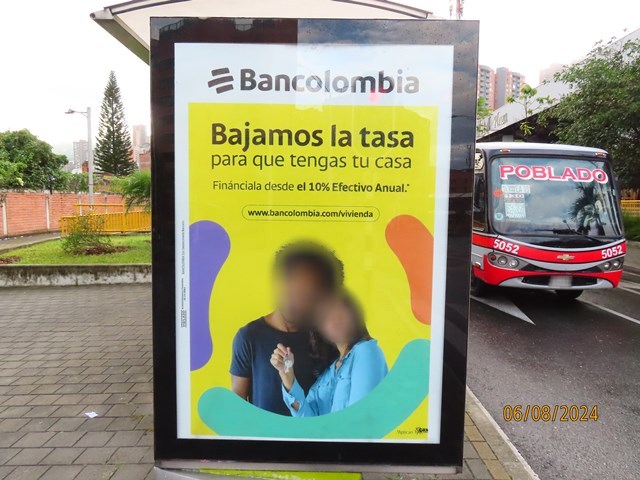 Bancolombia
Bajamos la tasa
para que tengas tu casa
Fináncíala desde el 10% Efectivo Anual.*
www.bancolombia.com/vivienda
POBLADO
5052
5052
06/08/2024